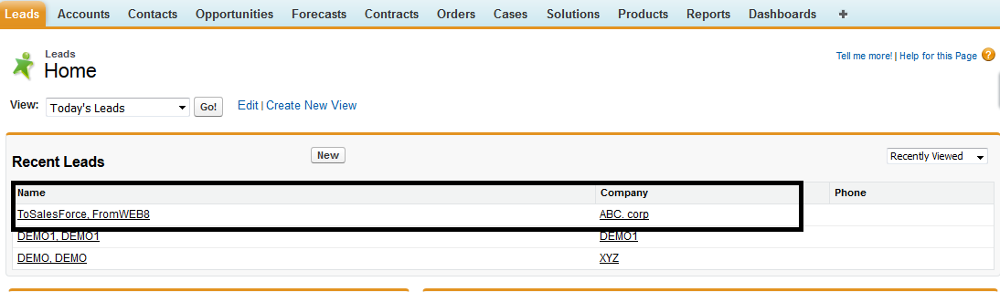 Leads Accounts Contacts Opportunities Forecasts Contracts Orders Cases Solutions Products Reports Dashboards +
Leads
Home
Tell me more! | Help for this Page ?
View: Today's Leads Go! Edit | Create New View
Recent Leads New Recently Viewed
Name Company Phone
ToSalesForce, FromWEB8 ABC. corp
DEMO1, DEMO1 DEMO1
DEMO, DEMO XYZ